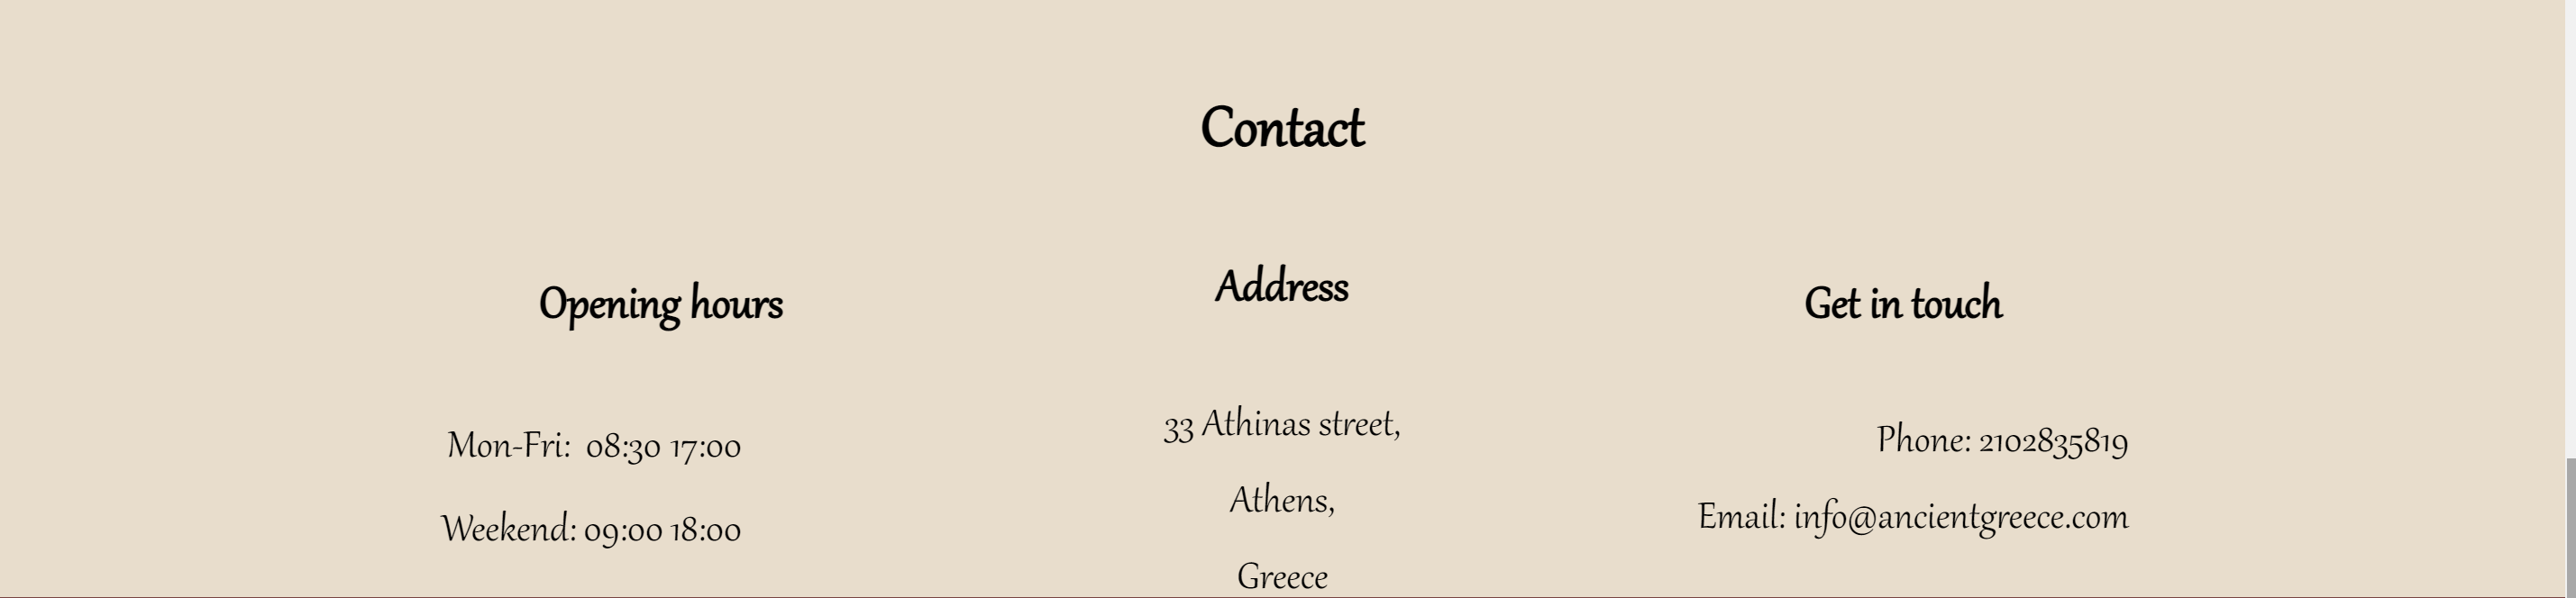 Contact
Opening hours
Mon-Fri:  08:30 17:00
Weekend: 09:00 18:00
Address
33 Athinas street,
Athens,
Greece
Get in touch
Phone: 2102835819
Email: info@ancientgreece.com